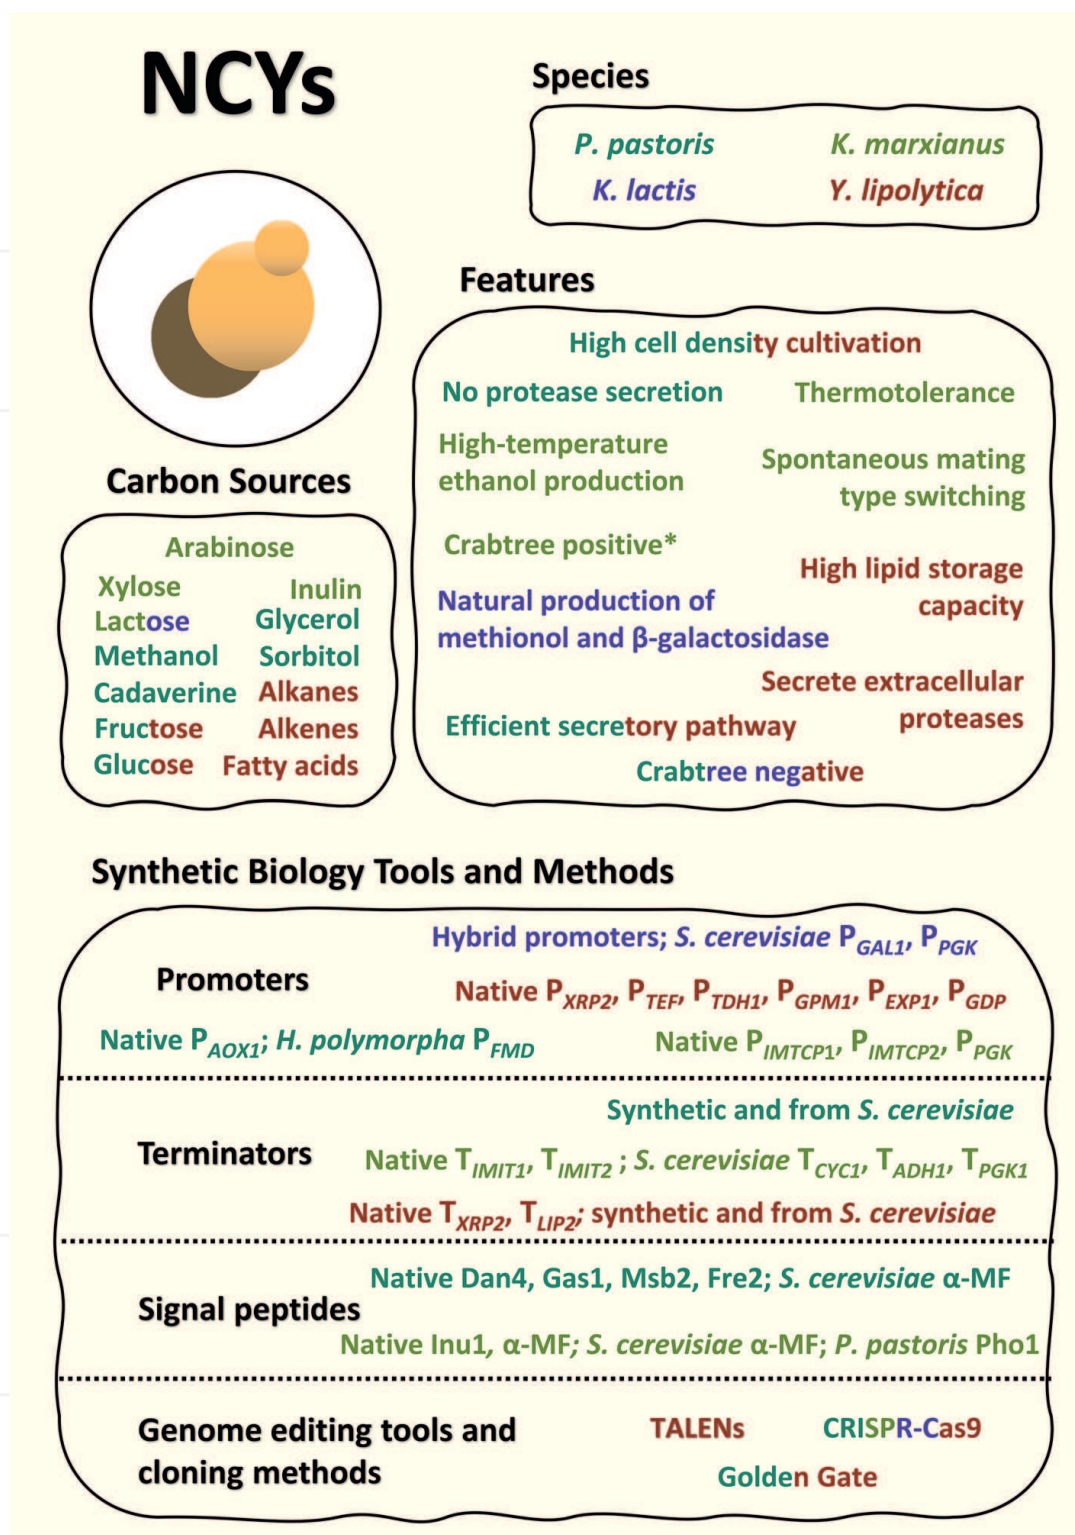 NCYs
Species
P. pastoris K. marxianus
K. lactis Y. lipolytica
Features
High cell density cultivation
No protease secretion Thermotolerance
High-temperature
ethanol production
Spontaneous mating
type switching
Crabtree positive*
High lipid storage
capacity
Natural production of
methionol and β-galactosidase
Secrete extracellular
proteases
Efficient secretory pathway
Crabtree negative
Carbon Sources
Arabinose
Xylose Inulin
Lactose Glycerol
Methanol Sorbitol
Cadaverine Alkanes
Fructose Alkenes
Glucose Fatty acids
Synthetic Biology Tools and Methods
Promoters
Hybrid promoters; S. cerevisiae PGAL1, PPGK
Native PXRP2, PTEF, PTDH1, PGPM1, PEXP1, PGDP
Native PAOX1; H. polymorpha PFMD Native PIMTCP1, PIMTCP2, PPGK
Terminators
Synthetic and from S. cerevisiae
Native TIMIT1, TIMIT2 ; S. cerevisiae TCYC1, TADH1, TPGK1
Native TXRP2, TLIP2; synthetic and from S. cerevisiae
Signal peptides
Native Dan4, Gas1, Msb2, Fre2; S. cerevisiae α-MF
Native Inu1, α-MF; S. cerevisiae α-MF; P. pastoris Pho1
Genome editing tools and
cloning methods
TALENs CRISPR-Cas9
Golden Gate